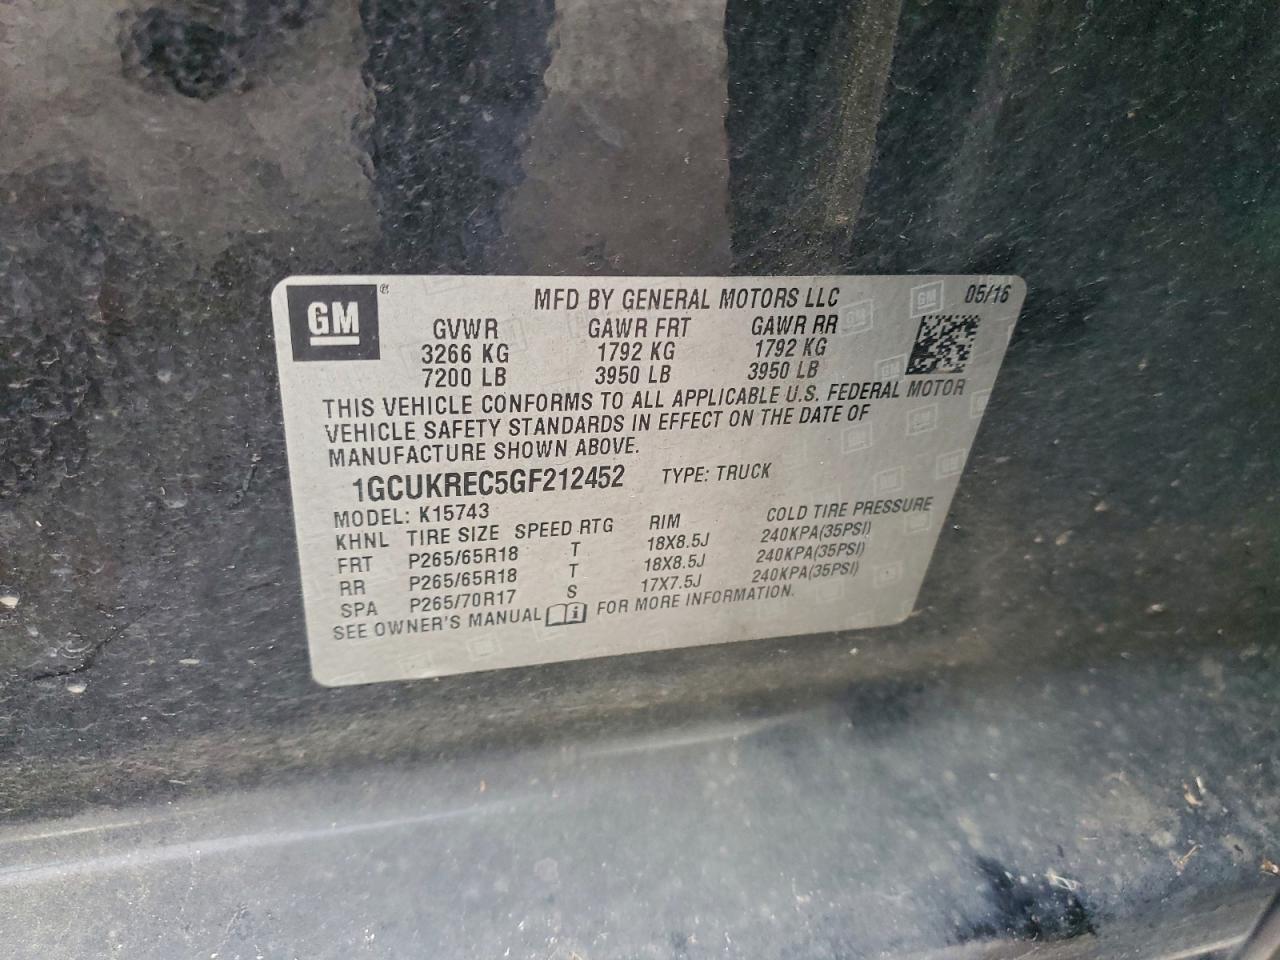 GM®
MFD BY GENERAL MOTORS LLC 05/16
GVWR GAWR FRT GAWR RR
3266 KG 1792 KG 1792 KG
7200 LB 3950 LB 3950 LB
THIS VEHICLE CONFORMS TO ALL APPLICABLE U.S. FEDERAL MOTOR
VEHICLE SAFETY STANDARDS IN EFFECT ON THE DATE OF
MANUFACTURE SHOWN ABOVE.
1GCUKREC5GF212452 TYPE: TRUCK
MODEL: K15743
KHNL TIRE SIZE SPEED RTG RIM COLD TIRE PRESSURE
FRT P265/65R18 T 18X8.5J 240KPA(35PSI)
RR P265/65R18 T 18X8.5J 240KPA(35PSI)
SPA P265/70R17 S 17X7.5J 240KPA(35PSI)
SEE OWNER'S MANUAL i FOR MORE INFORMATION.